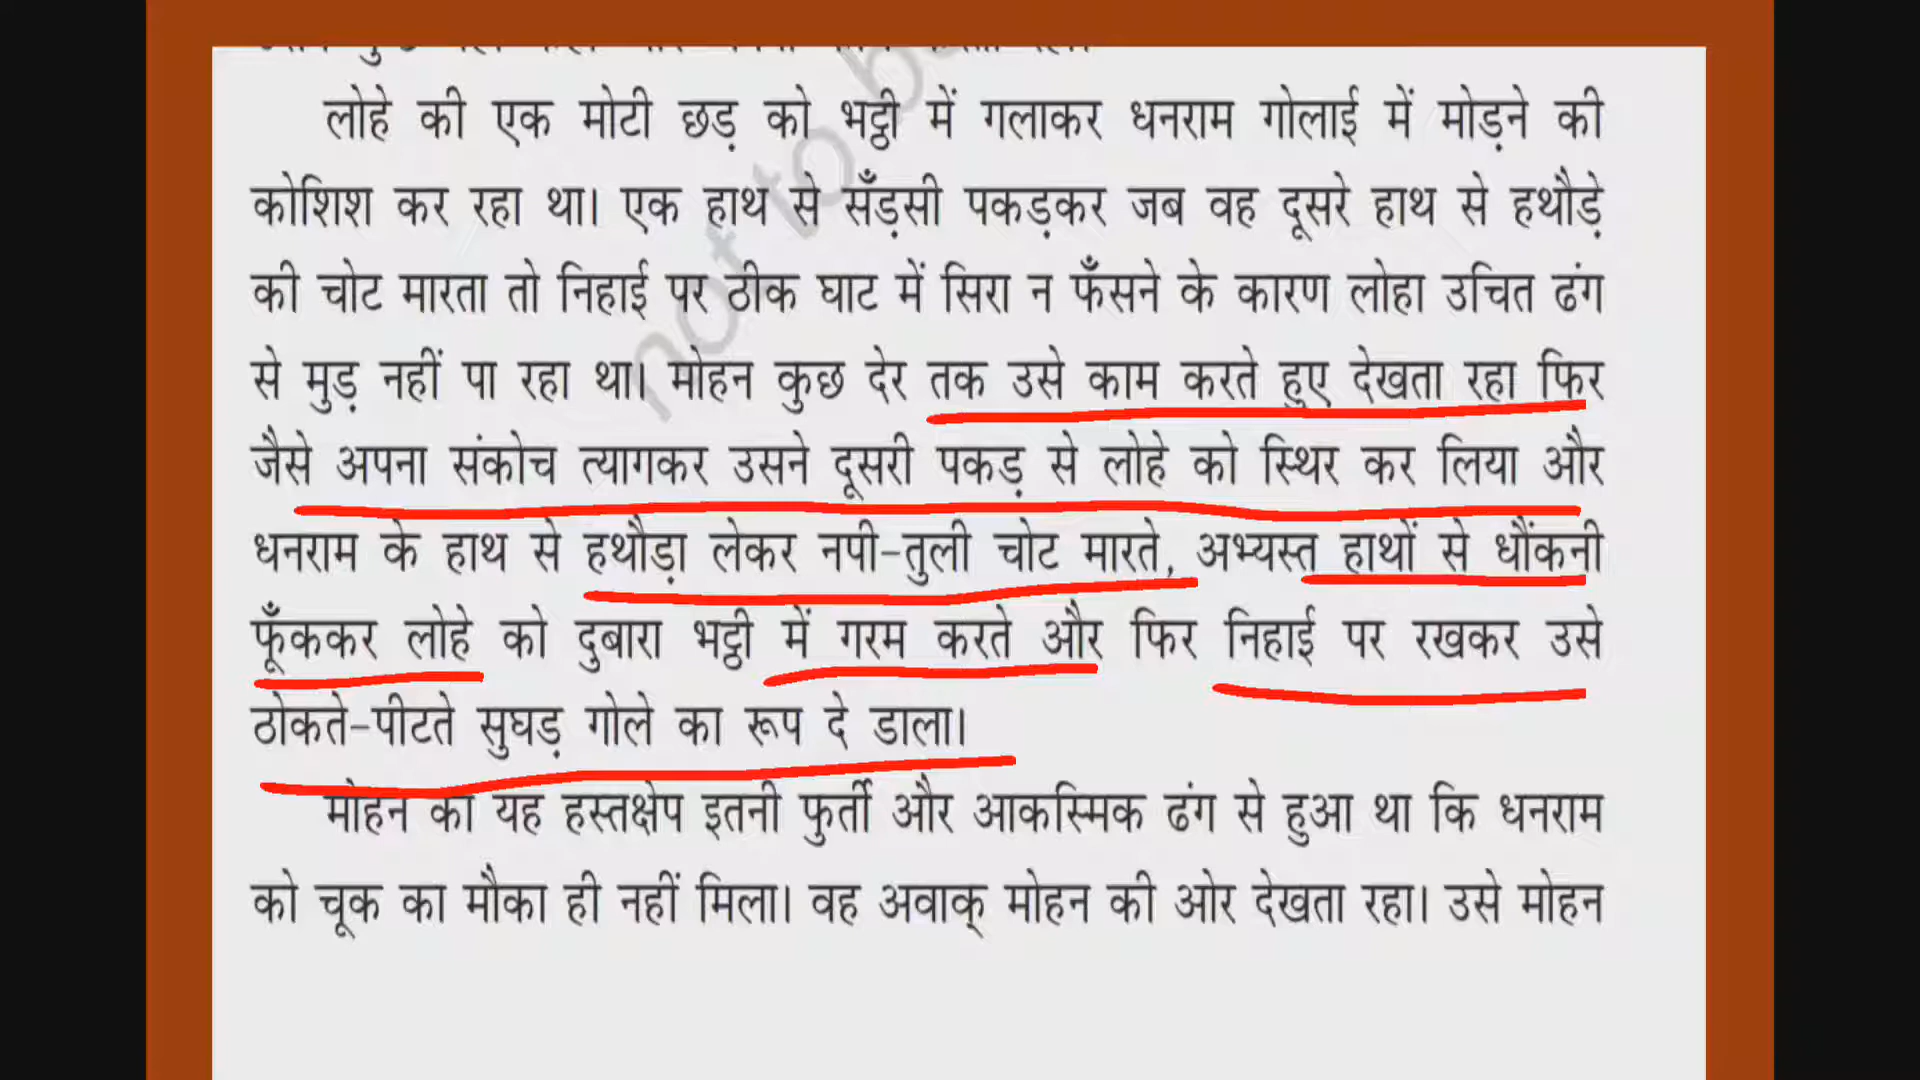 लोहे की एक मोटी छड़ को भट्ठी में गलाकर धनराम गोलाई में मोड़ने की
कोशिश कर रहा था। एक हाथ से सँड़सी पकड़कर जब वह दूसरे हाथ से हथौड़े
की चोट मारता तो निहाई पर ठीक घाट में सिरा न फँसने के कारण लोहा उचित ढंग
से मुड़ नहीं पा रहा था। मोहन कुछ देर तक उसे काम करते हुए देखता रहा फिर
जैसे अपना संकोच त्यागकर उसने दूसरी पकड़ से लोहे को स्थिर कर लिया और
धनराम के हाथ से हथौड़ा लेकर नपी-तुली चोट मारते, अभ्यस्त हाथों से धौंकनी
फूँककर लोहे को दुबारा भट्ठी में गरम करते और फिर निहाई पर रखकर उसे
ठोकते-पीटते सुघड़ गोले का रूप दे डाला।
मोहन का यह हस्तक्षेप इतनी फुर्ती और आकस्मिक ढंग से हुआ था कि धनराम
को चूक का मौका ही नहीं मिला। वह अवाक् मोहन की ओर देखता रहा। उसे मोहन
not to b